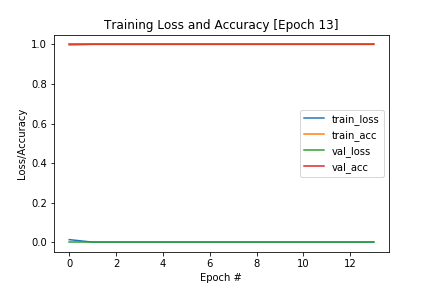 Training Loss and Accuracy [Epoch 13]
1.0
0.8
0.6
0.4
0.2
0.0
Loss/Accuracy
train_loss
train_acc
val_loss
val_acc
0 2 4 6 8 10 12
Epoch #